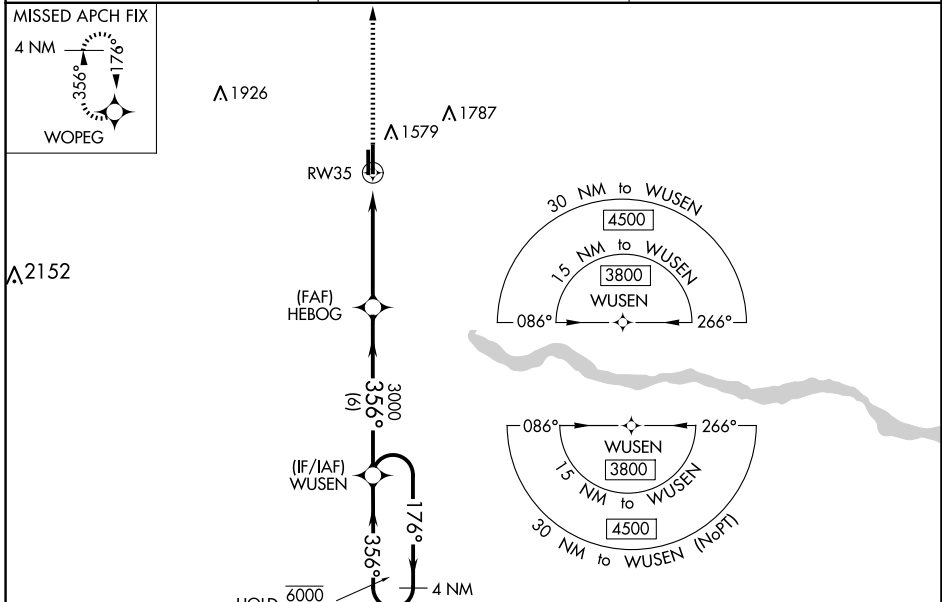 MISSED APCH FIX
4 NM
356°
176°
WOPEG
1926
1787
1579
RW35
2152
(FAF)
HEBOG
3000
356°
(6)
(IF/IAF)
WUSEN
176°
356°
HOLD 6000
4 NM
30 NM to WUSEN
4500
15 NM to WUSEN
3800
WUSEN
086°
266°
086°
266°
WUSEN
3800
15 NM to WUSEN
4500
30 NM to WUSEN (NoPT)